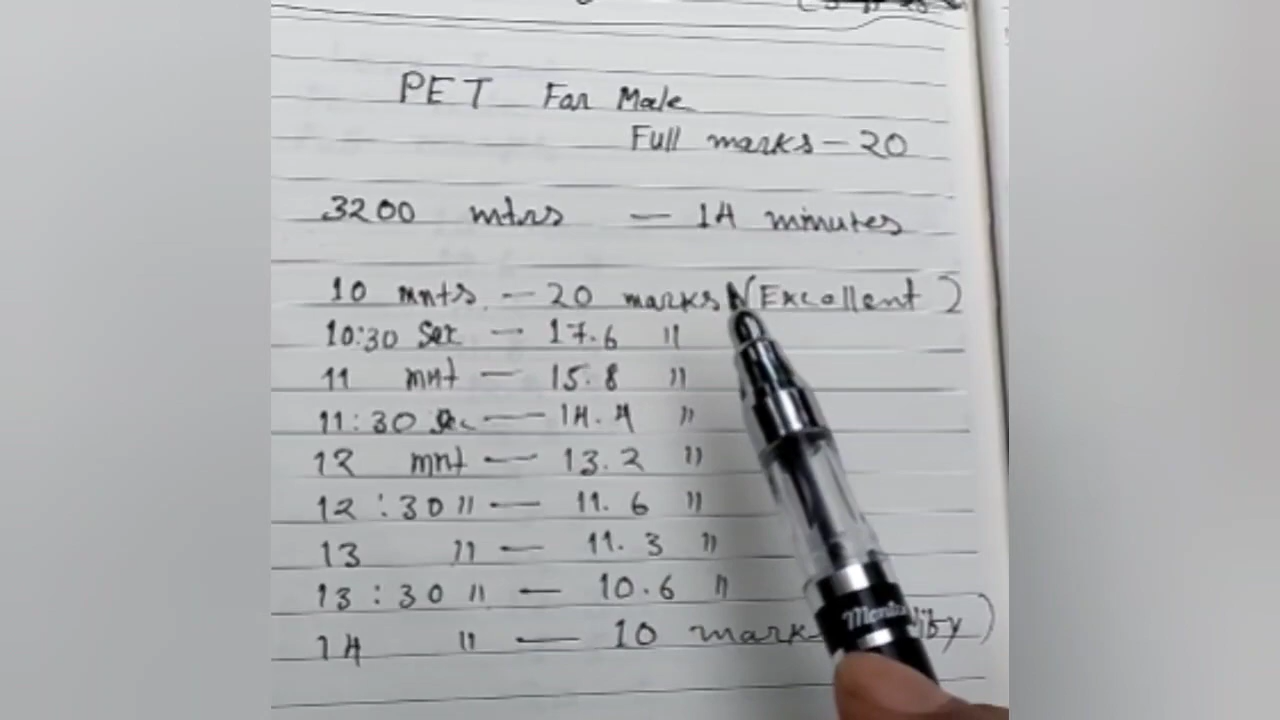 PET For Male
Full marks - 20
3200 mtrs — 14 minutes
10 mnts - 20 marks (Excellent)
10:30 Sec - 17.6 "
11 mnt - 15.8 "
11:30 Sec - 14.4 "
12 mnt - 13.2 "
12:30 " - 11.6 "
13 " - 11.3 "
13:30 " - 10.6 "
14 " - 10 marks